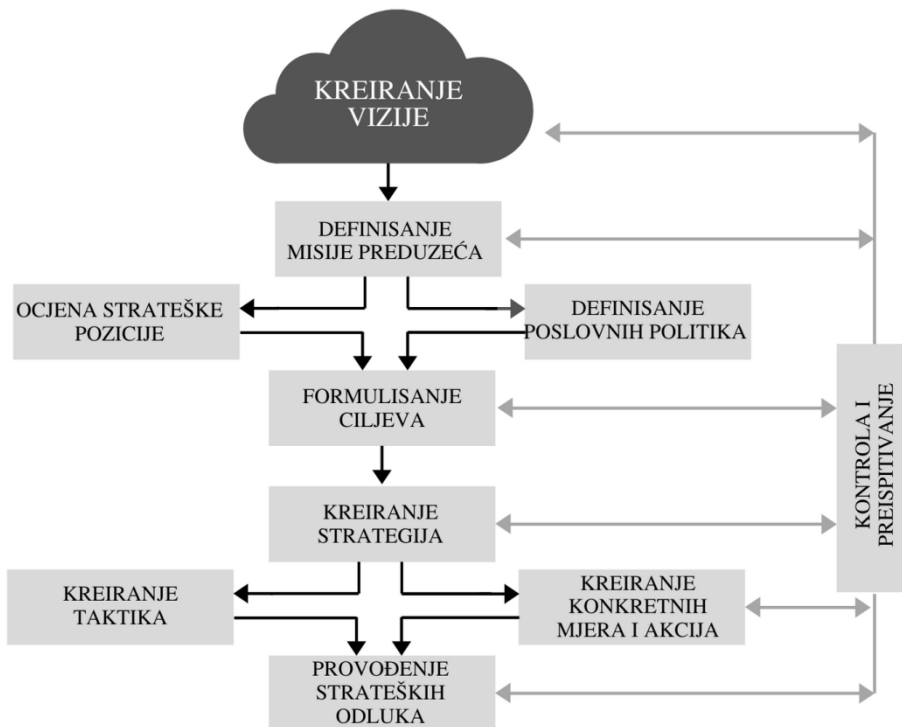 KREIRANJE
VIZIJE
DEFINISANJE
MISIJE PREDUZEĆA
OCJENA STRATEŠKE
POZICIJE
DEFINISANJE
POSLOVNIH POLITIKA
FORMULISANJE
CILJEVA
KREIRANJE
STRATEGIJA
KONTROLA I
PREISPITIVANJE
KREIRANJE
TAKTIKA
KREIRANJE
KONKRETNIH
MJERA I AKCIJA
PROVOĐENJE
STRATEŠKIH
ODLUKA